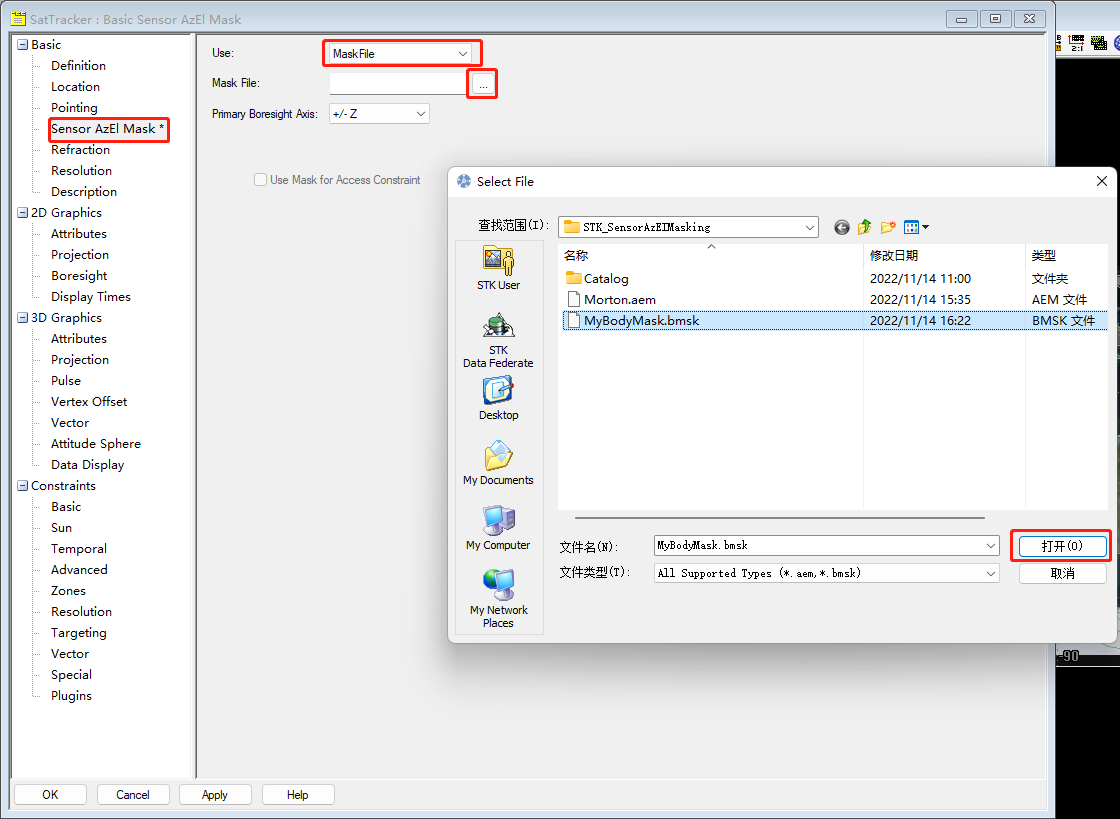 SatTracker : Basic Sensor AzEl Mask
Basic
Definition
Location
Pointing
Sensor AzEl Mask *
Refraction
Resolution
Description
2D Graphics
Attributes
Projection
Boresight
Display Times
3D Graphics
Attributes
Projection
Pulse
Vertex Offset
Vector
Attitude Sphere
Data Display
Constraints
Basic
Sun
Temporal
Advanced
Zones
Resolution
Targeting
Vector
Special
Plugins
Use: MaskFile
Mask File: ...
Primary Boresight Axis: +/- Z
Use Mask for Access Constraint
Select File
查找范围(I): STK_SensorAzElMasking
STK User
STK
Data Federate
Desktop
My Documents
My Computer
My Network
Places
名称 修改日期 类型
Catalog 2022/11/14 11:00 文件夹
Morton.aem 2022/11/14 15:35 AEM 文件
MyBodyMask.bmsk 2022/11/14 16:22 BMSK 文件
文件名(N): MyBodyMask.bmsk 打开(O)
文件类型(T): All Supported Types (*.aem,*.bmsk) 取消
2:1
-90
OK Cancel Apply Help